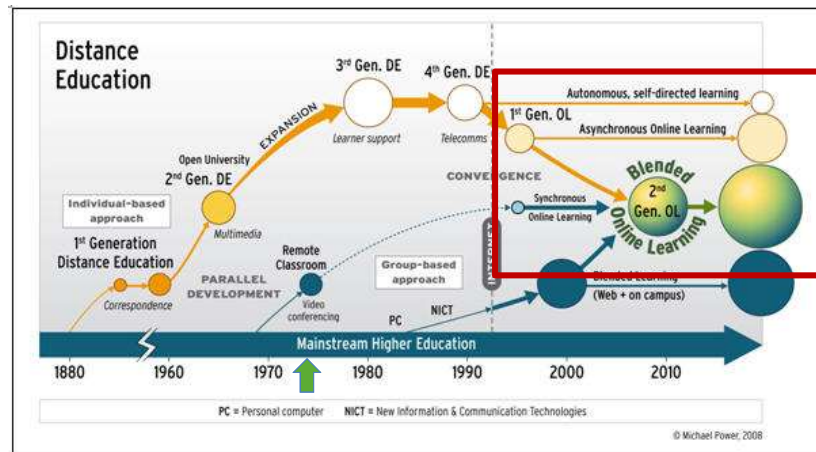 Distance
Education
3rd Gen. DE
4th Gen. DE
Autonomous, self-directed learning
1st Gen. OL
Asynchronous Online Learning
EXPANSION
Learner support
Telecomms
Open University
2nd Gen. DE
CONVERGENCE
Blended
2nd
Gen. OL
Online Learning
Individual-based
approach
Multimedia
Synchronous
Online Learning
1st Generation
Distance Education
Remote
Classroom
Group-based
approach
INTERNET
Correspondence
PARALLEL
DEVELOPMENT
Video
conferencing
PC
NICT
Blended Learning
(Web + on campus)
Mainstream Higher Education
1880
1960
1970
1980
1990
2000
2010
PC = Personal computer NICT = New Information & Communication Technologies
© Michael Power, 2008